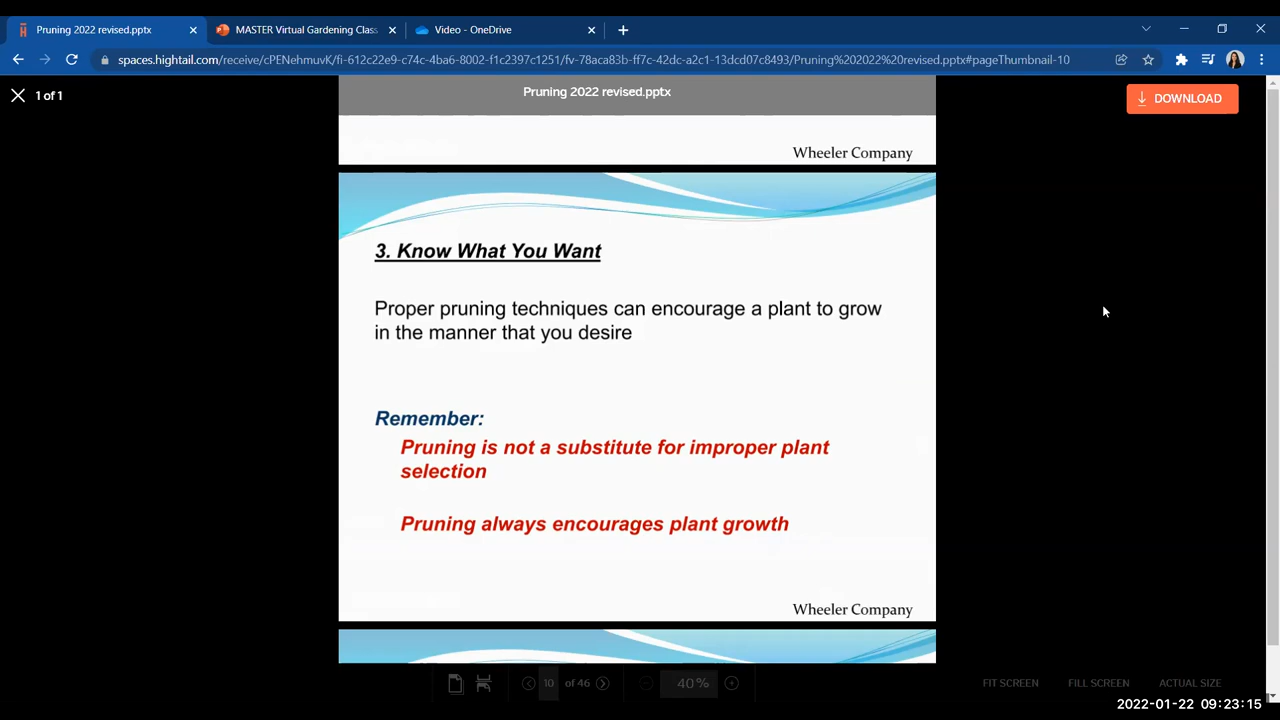 Pruning 2022 revised.pptx
MASTER Virtual Gardening Class
Video - OneDrive
spaces.hightail.com/receive/cPENehmuvK/fi-612c22e9-c74c-4ba6-8002-f1c2397c1251/fv-78aca83b-ff7c-42dc-a2c1-13dcd07c8493/Pruning%202022%20revised.pptx#pageThumbnail-10
1 of 1
Pruning 2022 revised.pptx
DOWNLOAD
Wheeler Company
3. Know What You Want
Proper pruning techniques can encourage a plant to grow
in the manner that you desire
Remember:
Pruning is not a substitute for improper plant
selection
Pruning always encourages plant growth
Wheeler Company
10 of 46
40%
FIT SCREEN
FILL SCREEN
ACTUAL SIZE
2022-01-22 09:23:15